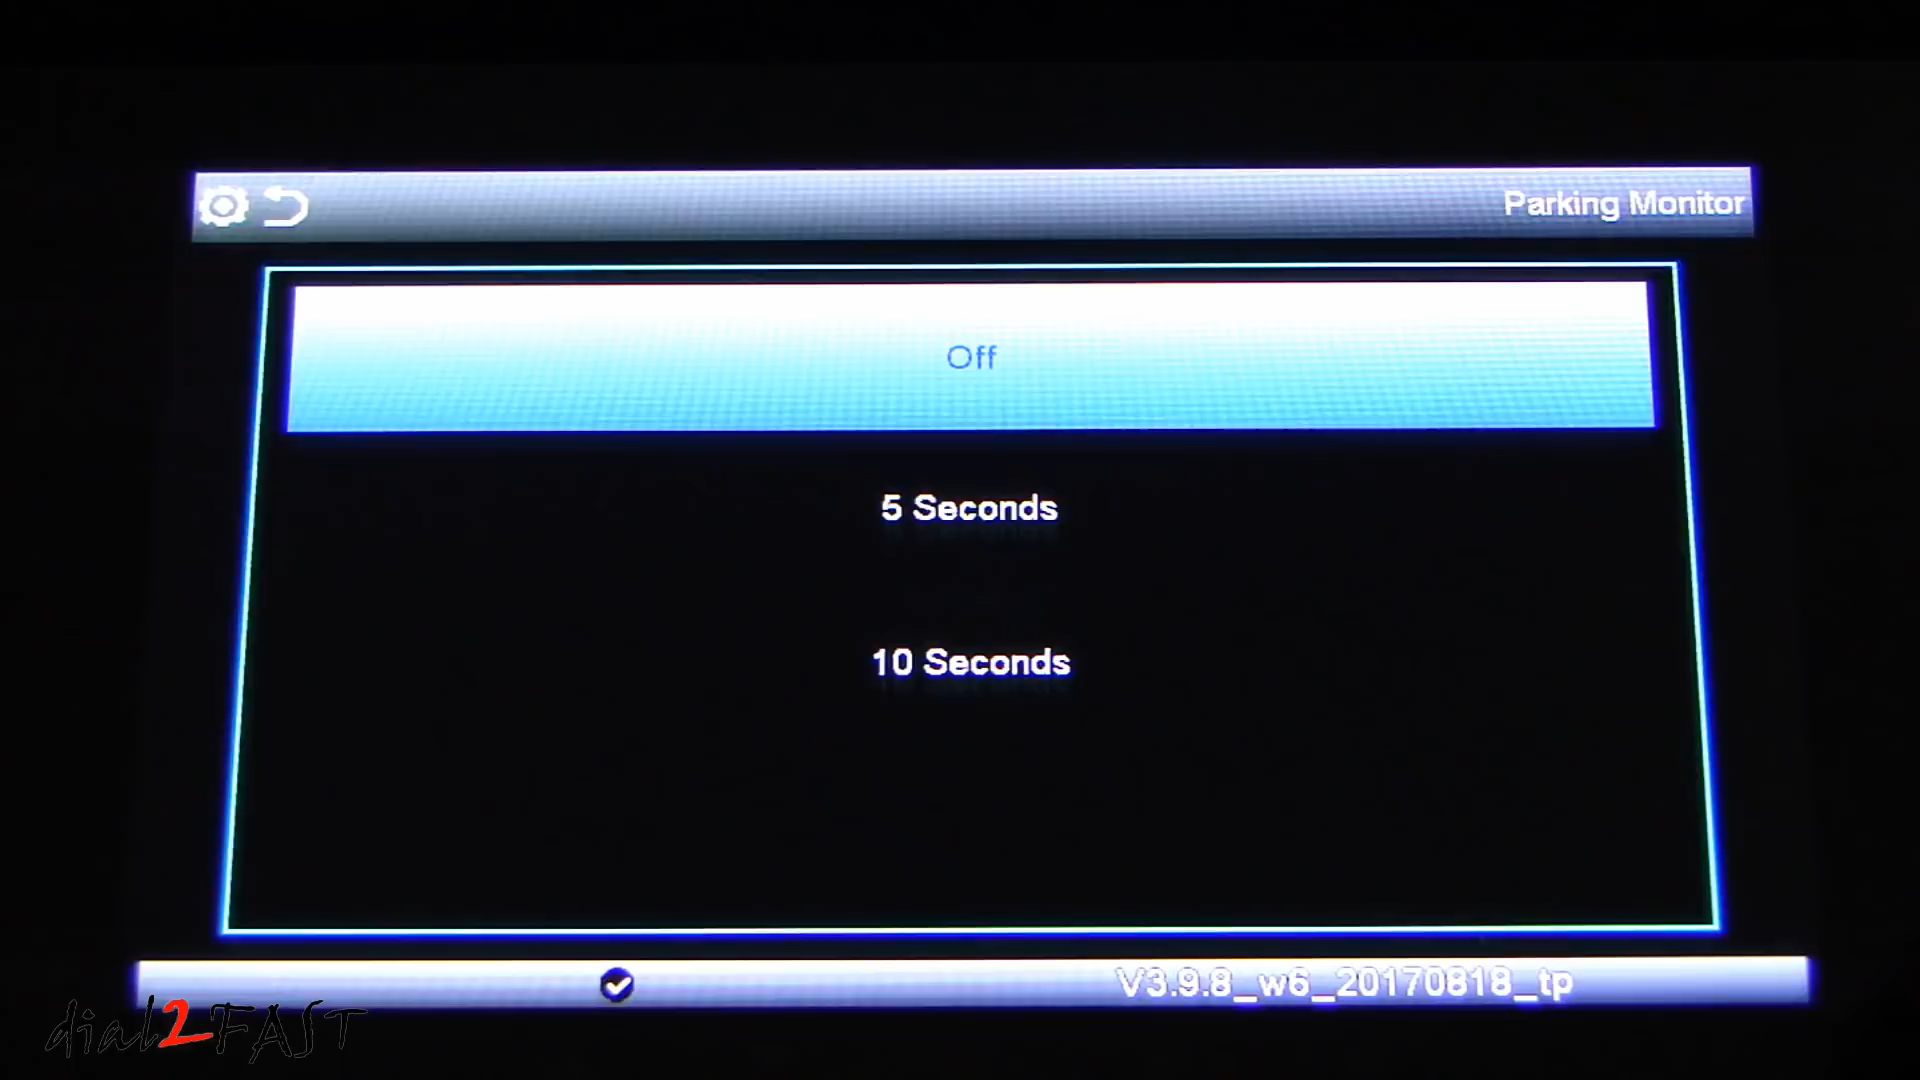 Parking Monitor
Off
5 Seconds
10 Seconds
V3.9.8_w6_20170818_tp
dial2FAST